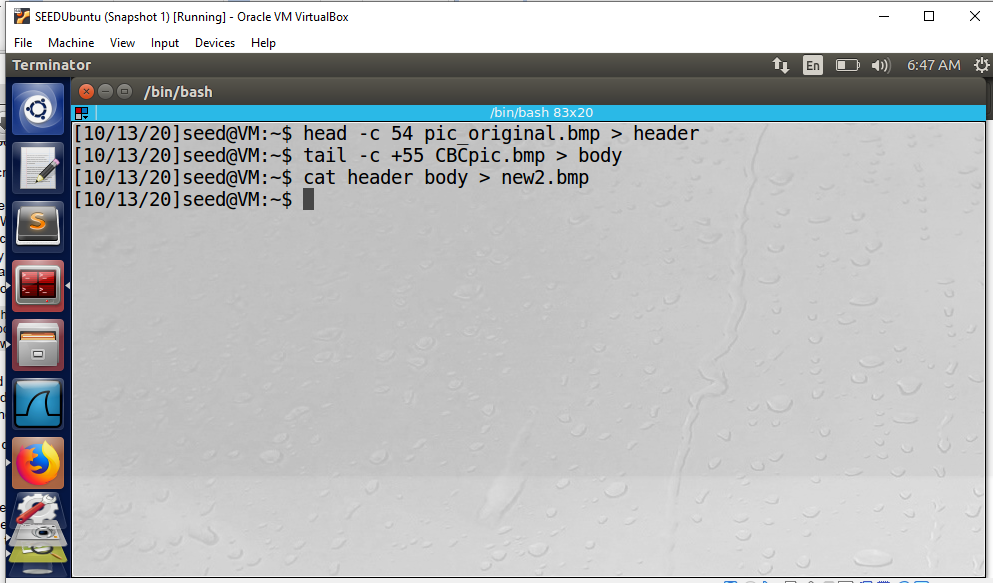 SEEDUbuntu (Snapshot 1) [Running] - Oracle VM VirtualBox
File Machine View Input Devices Help
Terminator En 6:47 AM
/bin/bash
/bin/bash 83x20
[10/13/20]seed@VM:~$ head -c 54 pic_original.bmp > header
[10/13/20]seed@VM:~$ tail -c +55 CBCpic.bmp > body
[10/13/20]seed@VM:~$ cat header body > new2.bmp
[10/13/20]seed@VM:~$